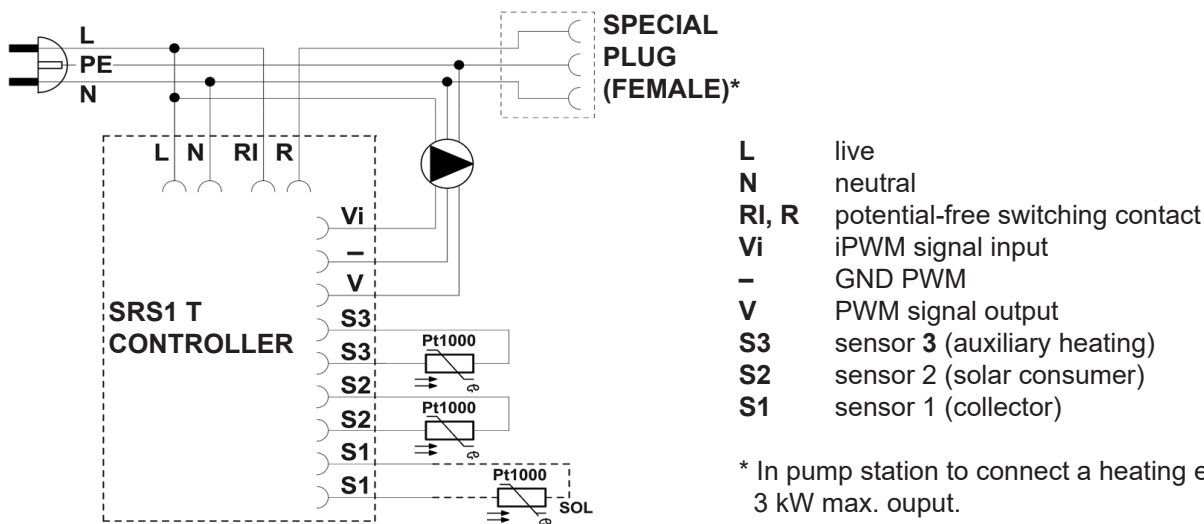 L
PE
N
SPECIAL
PLUG
(FEMALE)*
L N RI R
Vi
–
V
S3
S3
S2
S2
S1
S1
SRS1 T
CONTROLLER
Pt1000
Pt1000
Pt1000
SOL
L live
N neutral
RI, R potential-free switching contact
Vi iPWM signal input
– GND PWM
V PWM signal output
S3 sensor 3 (auxiliary heating)
S2 sensor 2 (solar consumer)
S1 sensor 1 (collector)
* In pump station to connect a heating e
3 kW max. ouput.